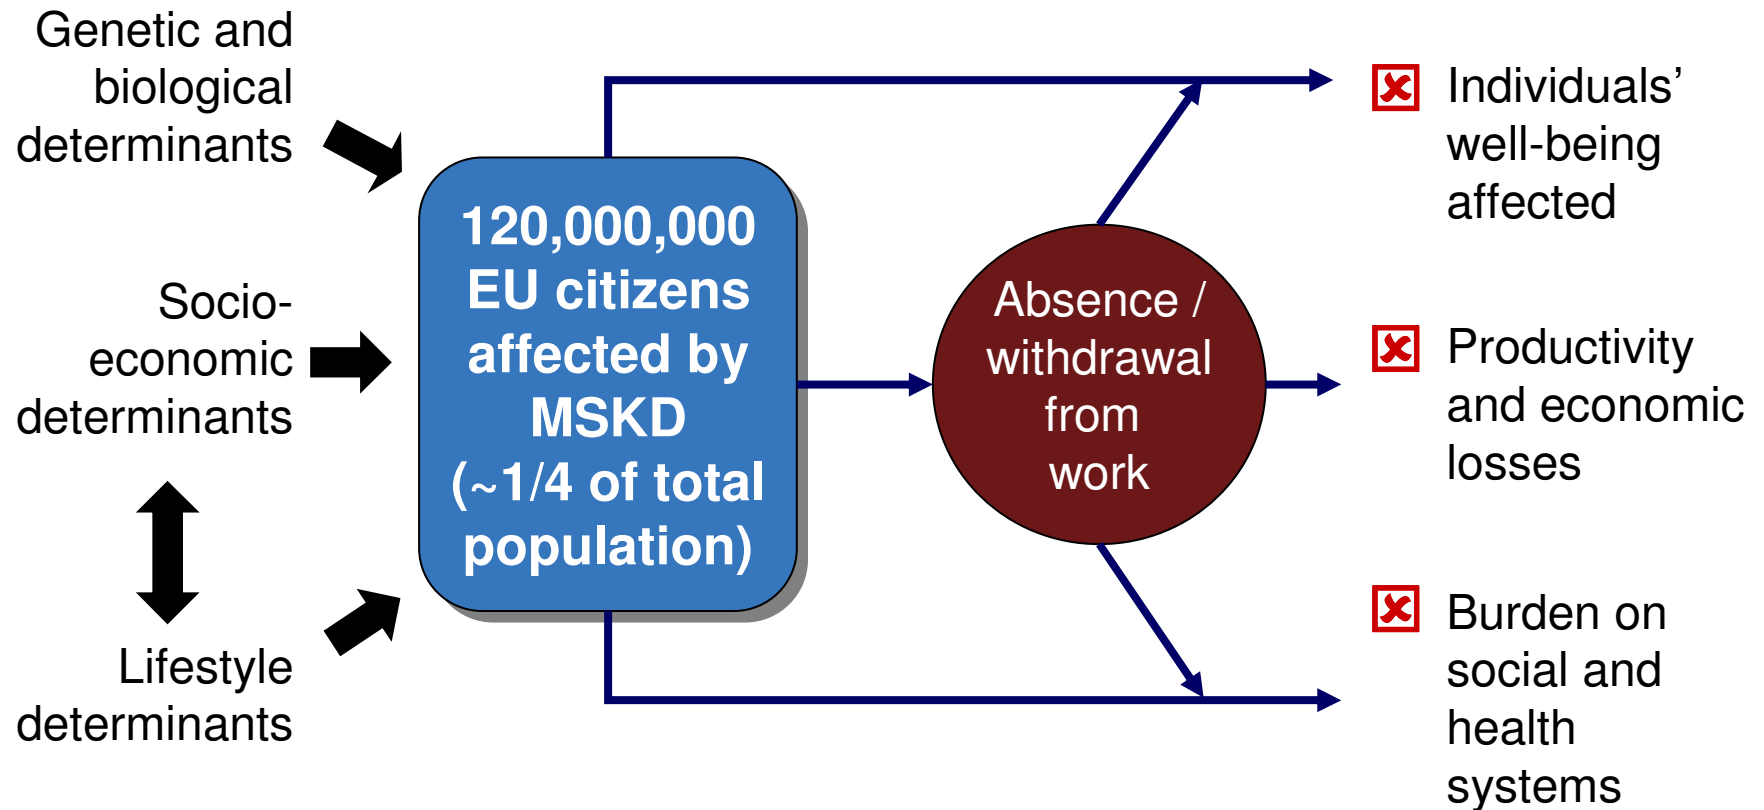 Genetic and
biological
determinants
Socio-
economic
determinants
Lifestyle
determinants
120,000,000
EU citizens
affected by
MSKD
(~1/4 of total
population)
Absence /
withdrawal
from
work
Individuals’
well-being
affected
Productivity
and economic
losses
Burden on
social and
health
systems